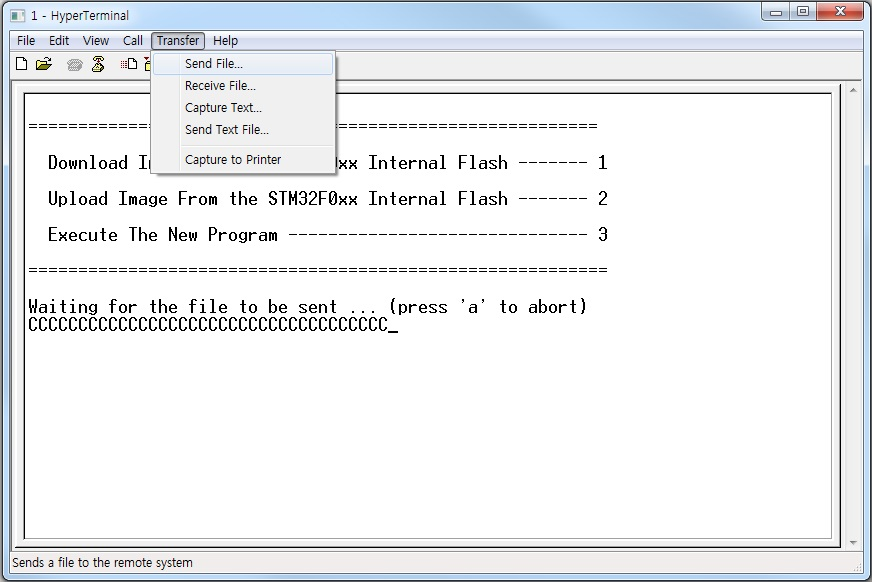 1 - HyperTerminal
File Edit View Call Transfer Help
Send File...
Receive File...
Capture Text...
Send Text File...
Capture to Printer
=========================================================
Download I xx Internal Flash ------- 1
Upload Image From the STM32F0xx Internal Flash ------- 2
Execute The New Program ------------------------------ 3
==========================================================
Waiting for the file to be sent ... (press 'a' to abort)
CCCCCCCCCCCCCCCCCCCCCCCCCCCCCCCCCCCC_
Sends a file to the remote system